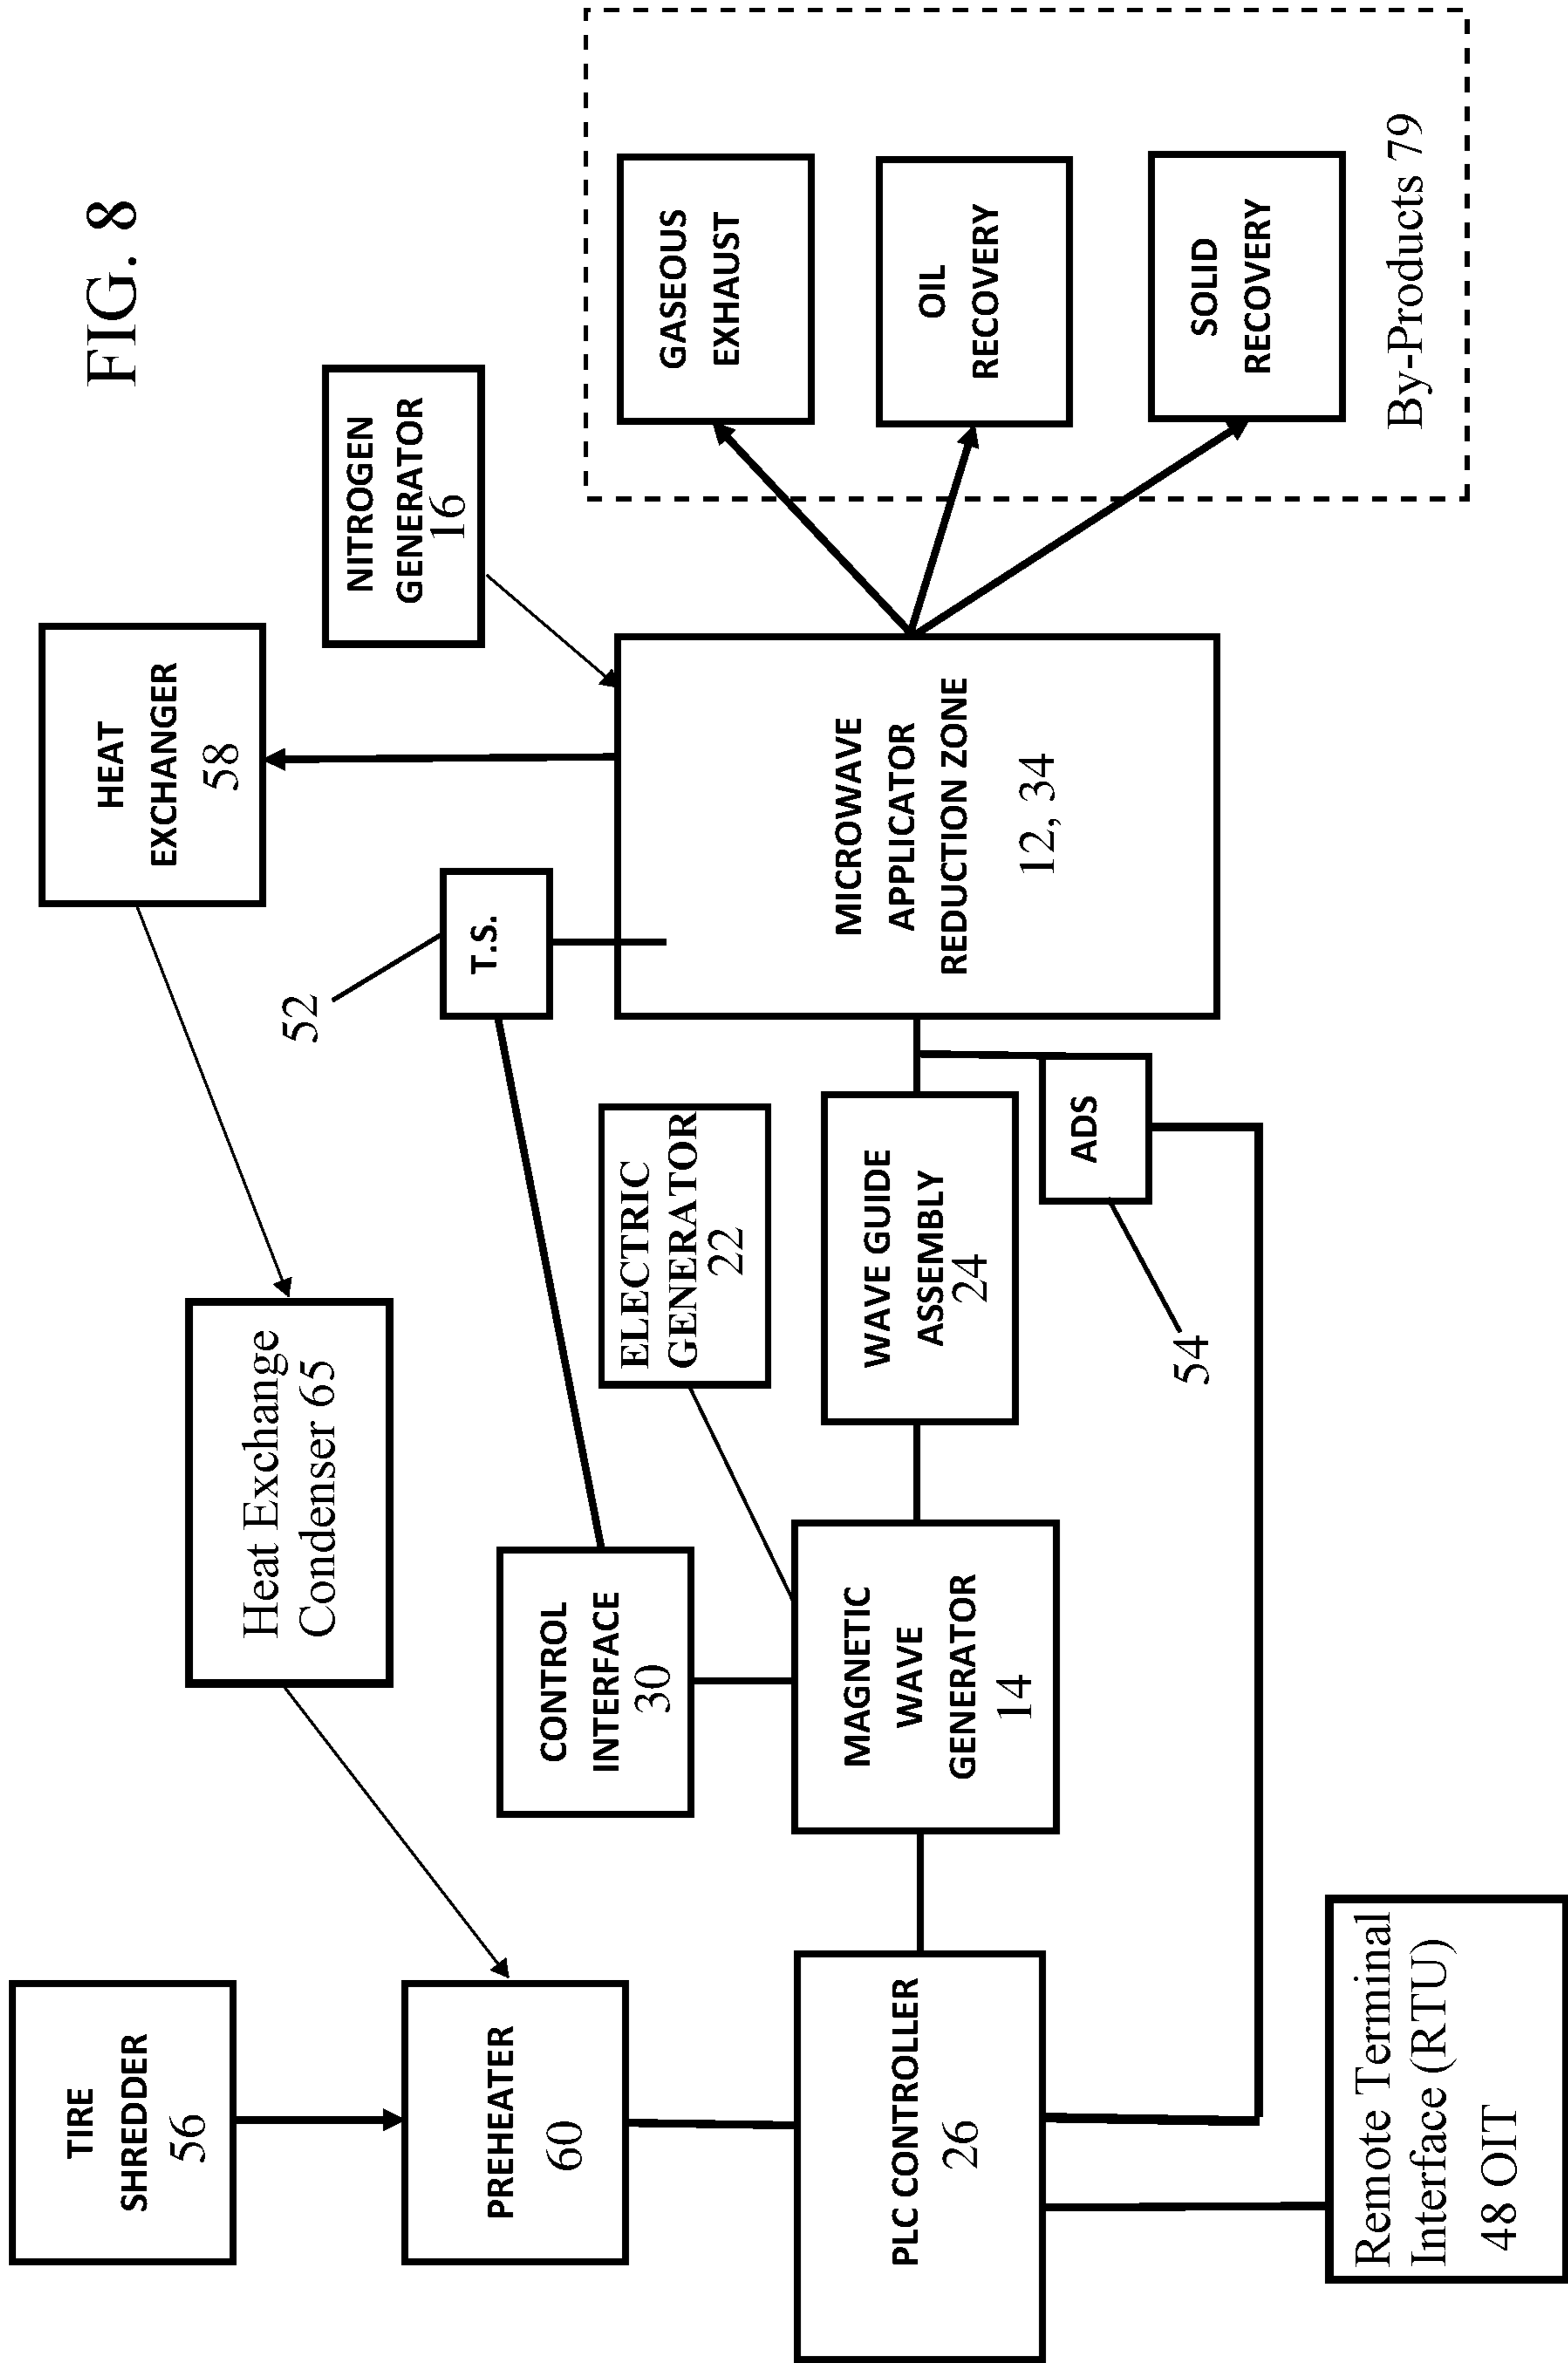 FIG. 8
TIRE
SHREDDER
56
Heat Exchange
Condenser 65
HEAT
EXCHANGER
58
52
T.S.
NITROGEN
GENERATOR
16
PREHEATER
60
CONTROL
INTERFACE
30
ELECTRIC
GENERATOR
22
PLC CONTROLLER
26
MAGNETIC
WAVE
GENERATOR
14
WAVE GUIDE
ASSEMBLY
24
MICROWAVE
APPLICATOR
REDUCTION ZONE
12, 34
GASEOUS
EXHAUST
OIL
RECOVERY
SOLID
RECOVERY
By-Products 79
ADS
54
Remote Terminal
Interface (RTU)
48 OIT